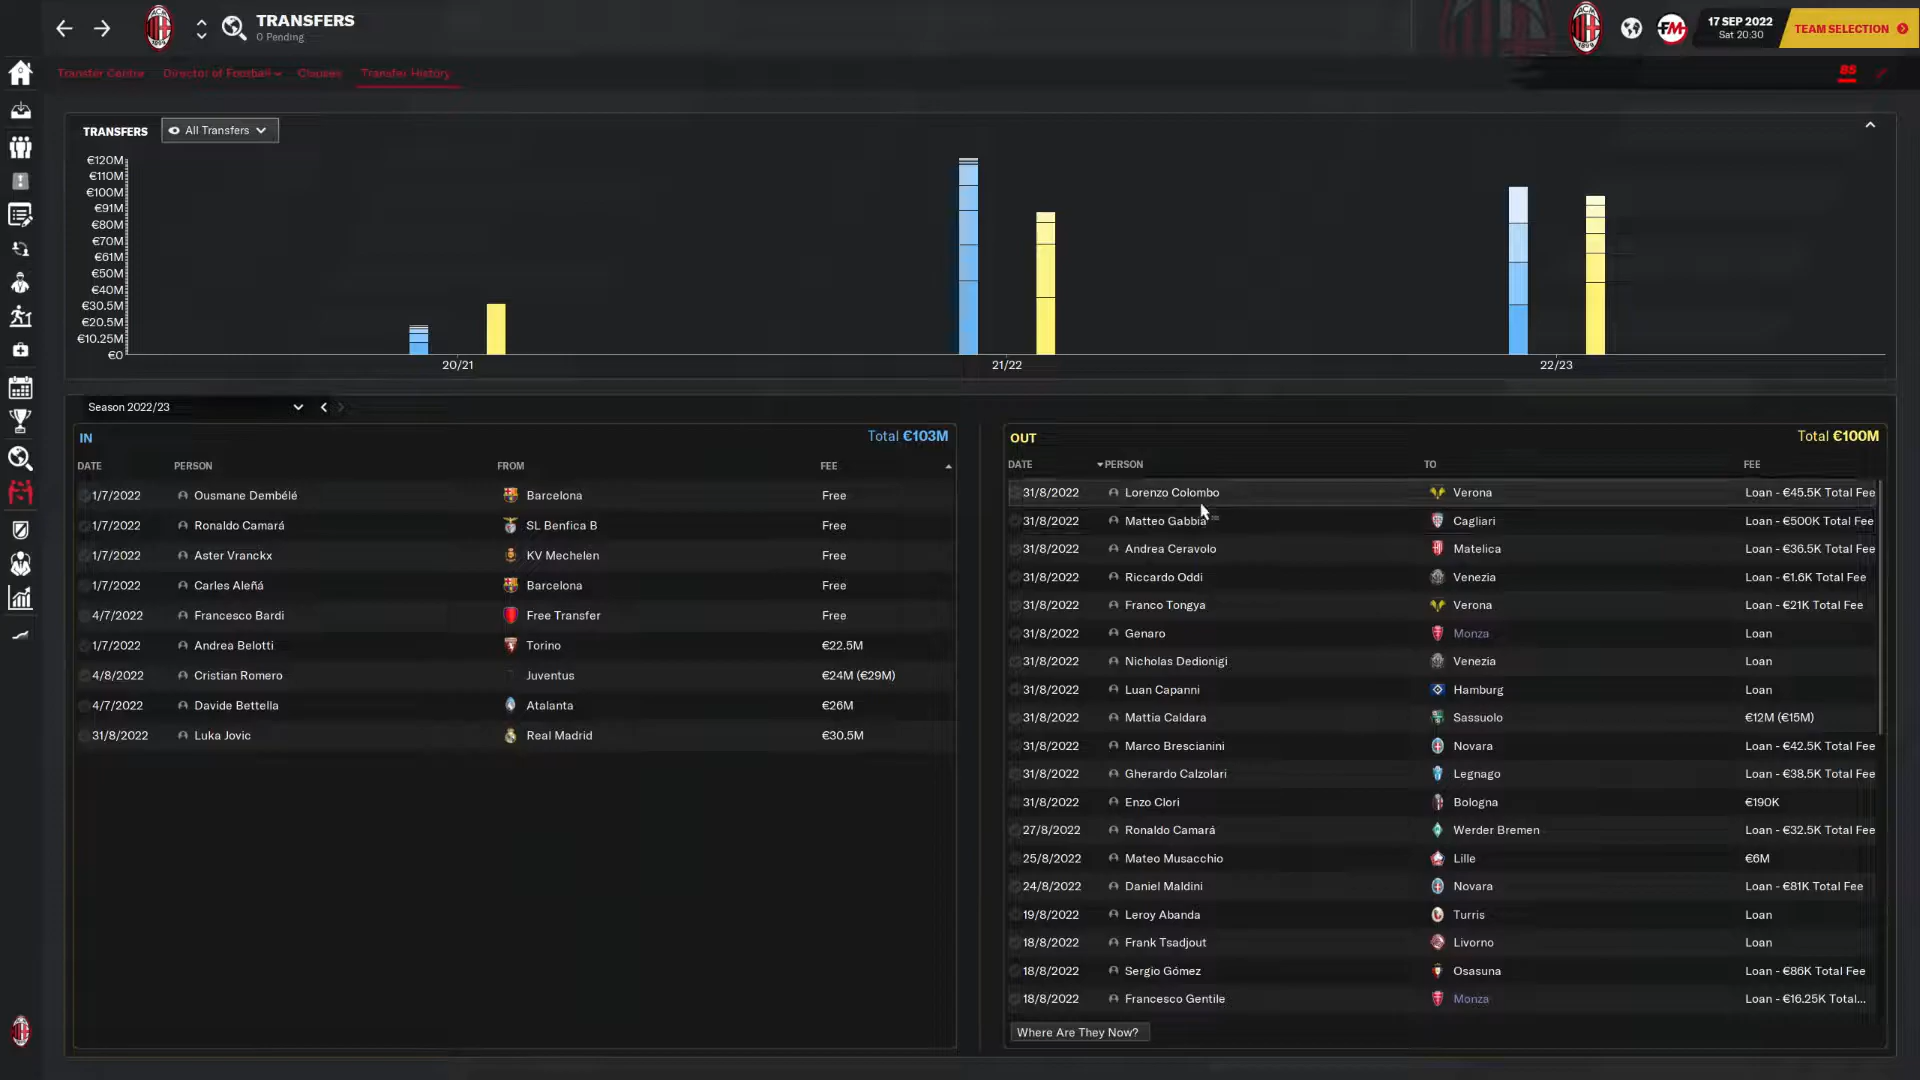 TRANSFERS
0 Pending
17 SEP 2022
Sat 20:30
TEAM SELECTION
Transfer Centre Director of Football Clauses Transfer History
BS
TRANSFERS All Transfers
€120M
€110M
€100M
€91M
€80M
€70M
€61M
€50M
€40M
€30.5M
€20.5M
€10.25M
€0
20/21 21/22 22/23
Season 2022/23
IN Total €103M
DATE PERSON FROM FEE
1/7/2022 Ousmane Dembélé Barcelona Free
1/7/2022 Ronaldo Camará SL Benfica B Free
1/7/2022 Aster Vranckx KV Mechelen Free
1/7/2022 Carles Aleñá Barcelona Free
4/7/2022 Francesco Bardi Free Transfer Free
1/7/2022 Andrea Belotti Torino €22.5M
4/8/2022 Cristian Romero Juventus €24M (€29M)
4/7/2022 Davide Bettella Atalanta €26M
31/8/2022 Luka Jovic Real Madrid €30.5M
OUT Total €100M
DATE PERSON TO FEE
31/8/2022 Lorenzo Colombo Verona Loan - €45.5K Total Fee
31/8/2022 Matteo Gabbia Cagliari Loan - €500K Total Fee
31/8/2022 Andrea Ceravolo Matelica Loan - €36.5K Total Fee
31/8/2022 Riccardo Oddi Venezia Loan - €1.6K Total Fee
31/8/2022 Franco Tongya Verona Loan - €21K Total Fee
31/8/2022 Genaro Monza Loan
31/8/2022 Nicholas Dedionigi Venezia Loan
31/8/2022 Luan Capanni Hamburg Loan
31/8/2022 Mattia Caldara Sassuolo €12M (€15M)
31/8/2022 Marco Brescianini Novara Loan - €42.5K Total Fee
31/8/2022 Gherardo Calzolari Legnago Loan - €38.5K Total Fee
31/8/2022 Enzo Clori Bologna €190K
27/8/2022 Ronaldo Camará Werder Bremen Loan - €32.5K Total Fee
25/8/2022 Mateo Musacchio Lille €6M
24/8/2022 Daniel Maldini Novara Loan - €81K Total Fee
19/8/2022 Leroy Abanda Turris Loan
18/8/2022 Frank Tsadjout Livorno Loan
18/8/2022 Sergio Gómez Osasuna Loan - €86K Total Fee
18/8/2022 Francesco Gentile Monza Loan - €16.25K Total...
Where Are They Now?